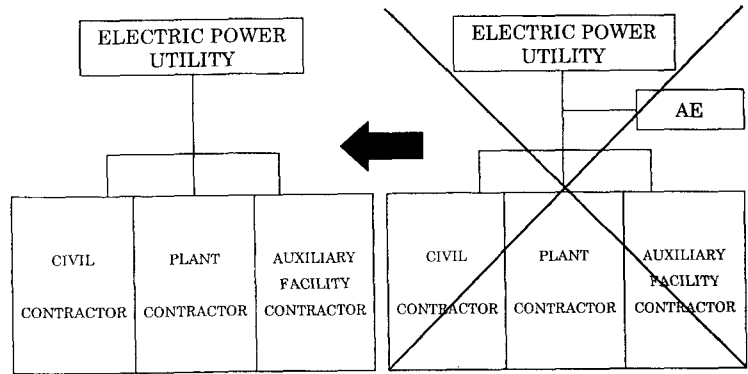 ELECTRIC POWER
UTILITY
CIVIL
CONTRACTOR
PLANT
CONTRACTOR
AUXILIARY
FACILITY
CONTRACTOR
ELECTRIC POWER
UTILITY
AE
CIVIL
CONTRACTOR
PLANT
CONTRACTOR
AUXILIARY
FACILITY
CONTRACTOR